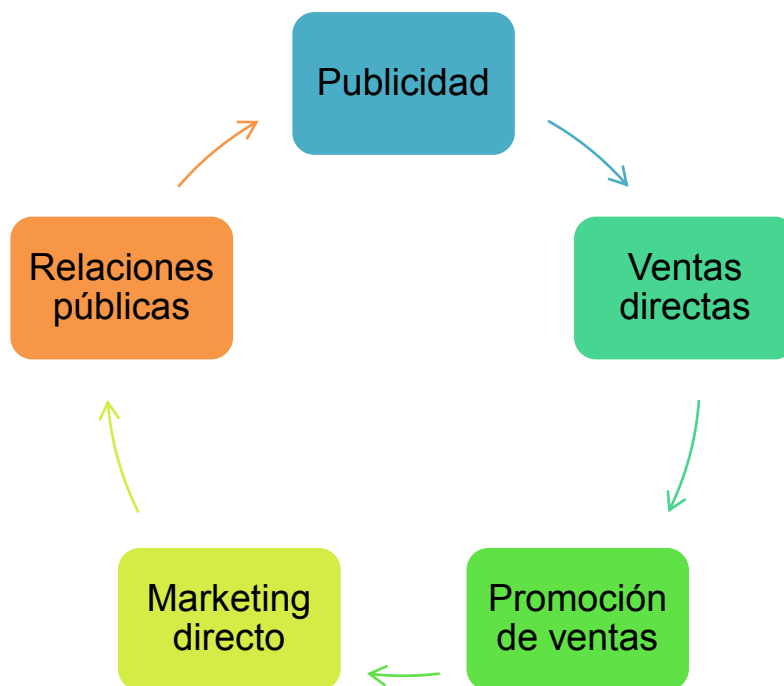 Publicidad
Ventas
directas
Promoción
de ventas
Marketing
directo
Relaciones
públicas